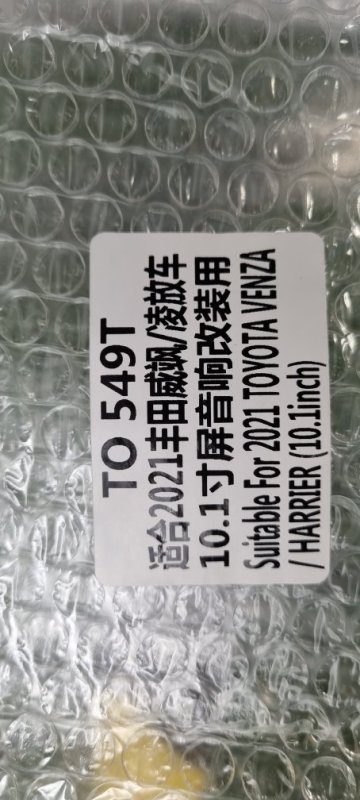 TO 549T
适合2021丰田威飒/凌放车
10.1寸屏音响改装用
Suitable For 2021 TOYOTA VENZA
/ HARRIER (10.1inch)